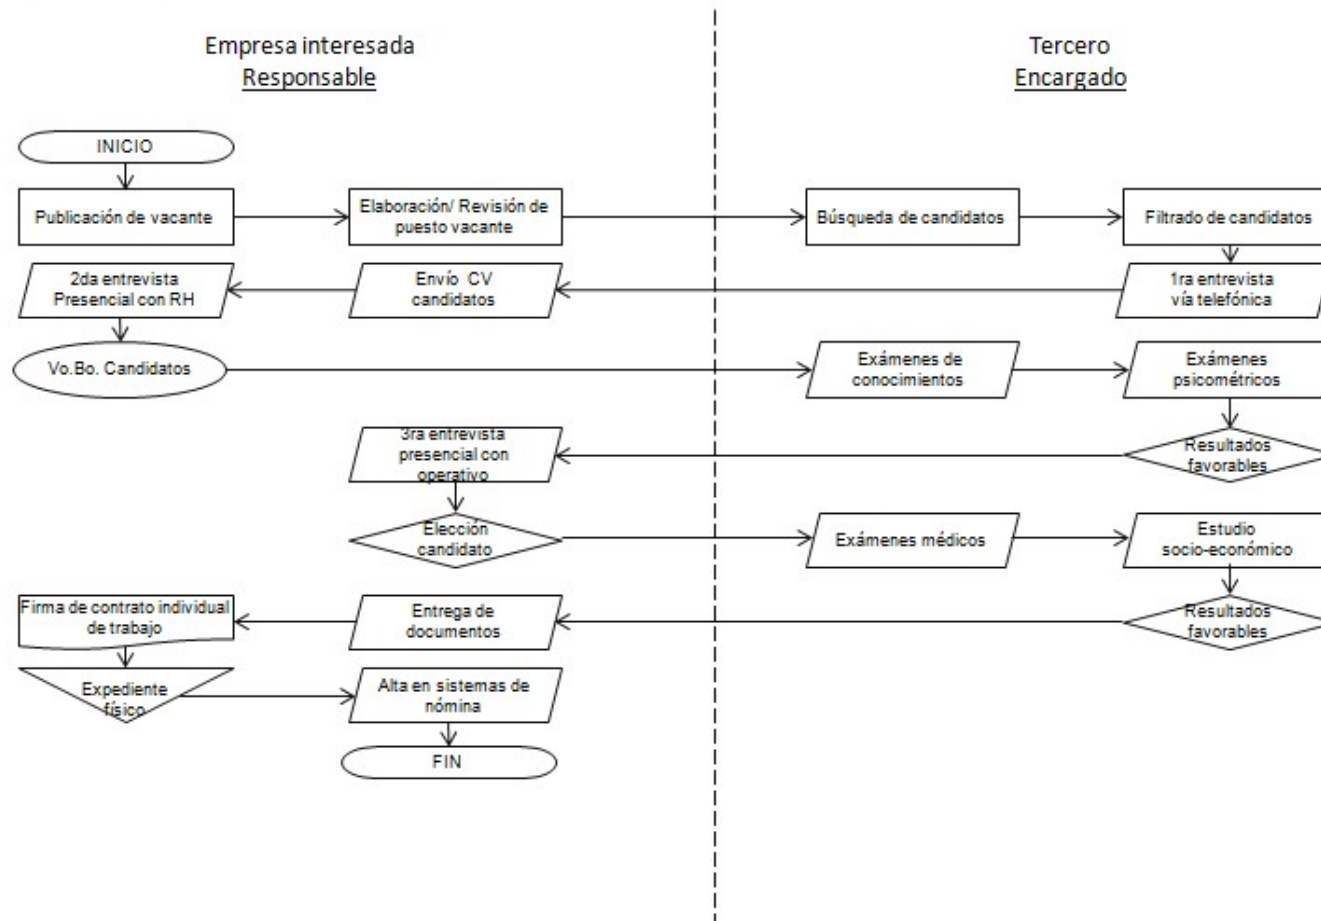 Empresa interesada
Responsable
Tercero
Encargado
INICIO
Publicación de vacante
Elaboración/ Revisión de
puesto vacante
Búsqueda de candidatos
Filtrado de candidatos
2da entrevista
Presencial con RH
Envío CV
candidatos
1ra entrevista
vía telefónica
Vo.Bo. Candidatos
Exámenes de
conocimientos
Exámenes
psicométricos
3ra entrevista
presencial con
operativo
Resultados
favorables
Elección
candidato
Exámenes médicos
Estudio
socio-económico
Firma de contrato individual
de trabajo
Entrega de
documentos
Resultados
favorables
Expediente
físico
Alta en sistemas de
nómina
FIN